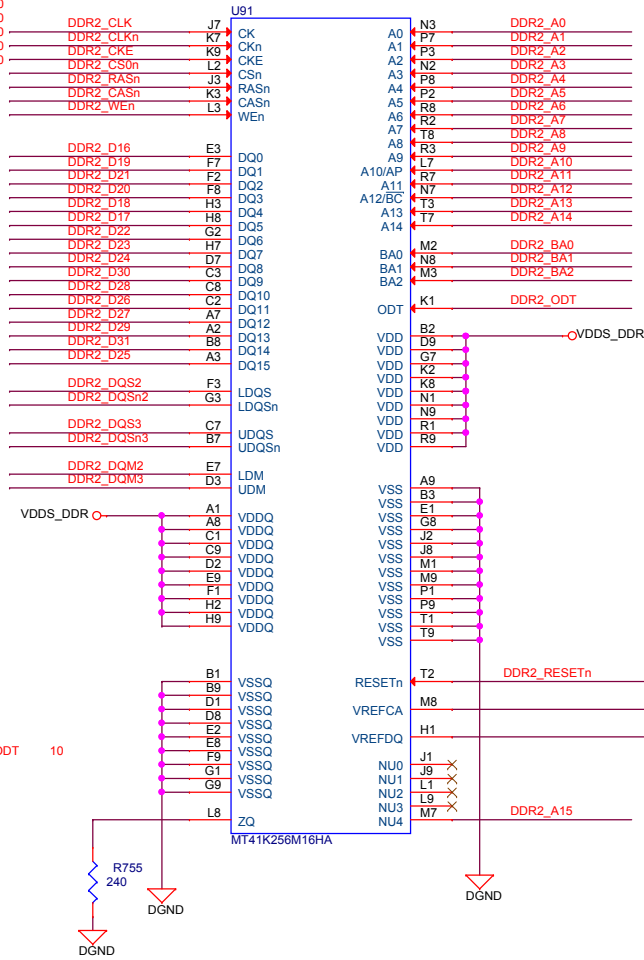 U91
DDR2_CLK J7 CK A0 N3 DDR2_A0
DDR2_CLKn K7 CKn A1 P7 DDR2_A1
DDR2_CKE K9 CKE A2 P3 DDR2_A2
DDR2_CS0n L2 CSn A3 N2 DDR2_A3
DDR2_RASn J3 RASn A4 P8 DDR2_A4
DDR2_CASn K3 CASn A5 P2 DDR2_A5
DDR2_WEn L3 WEn A6 R8 DDR2_A6
A7 R2 DDR2_A7
A8 T8 DDR2_A8
DDR2_D16 E3 DQ0 A9 R3 DDR2_A9
DDR2_D19 F7 DQ1 A10/AP L7 DDR2_A10
DDR2_D21 F2 DQ2 A11 R7 DDR2_A11
DDR2_D20 F8 DQ3 A12/BC N7 DDR2_A12
DDR2_D18 H3 DQ4 A13 T3 DDR2_A13
DDR2_D17 H8 DQ5 A14 T7 DDR2_A14
DDR2_D22 G2 DQ6
DDR2_D23 H7 DQ7 BA0 M2 DDR2_BA0
DDR2_D24 D7 DQ8 BA1 N8 DDR2_BA1
DDR2_D30 C3 DQ9 BA2 M3 DDR2_BA2
DDR2_D28 C8 DQ10
DDR2_D26 C2 DQ11 ODT K1 DDR2_ODT
DDR2_D27 A7 DQ12
DDR2_D29 A2 DQ13 VDD B2 VDDS_DDR
DDR2_D31 B8 DQ14 VDD D9
DDR2_D25 A3 DQ15 VDD G7
VDD K2
DDR2_DQS2 F3 LDQS VDD K8
DDR2_DQSn2 G3 LDQSn VDD N1
VDD N9
DDR2_DQS3 C7 UDQS VDD R1
DDR2_DQSn3 B7 UDQSn VDD R9
DDR2_DQM2 E7 LDM
DDR2_DQM3 D3 UDM VSS A9
VSS B3
VDDS_DDR A1 VDDQ VSS E1
A8 VDDQ VSS G8
C1 VDDQ VSS J2
C9 VDDQ VSS J8
D2 VDDQ VSS M1
E9 VDDQ VSS M9
F1 VDDQ VSS P1
H2 VDDQ VSS P9
H9 VDDQ VSS T1
VSS T9
B1 VSSQ RESETn T2 DDR2_RESETn
B9 VSSQ
D1 VSSQ VREFCA M8
D8 VSSQ
E2 VSSQ VREFDQ H1
E8 VSSQ
DDT 10
F9 VSSQ NU0 J1
G1 VSSQ NU1 J9
G9 VSSQ NU2 L1
NU3 L9
L8 ZQ NU4 M7 DDR2_A15
MT41K256M16HA
R755
240
DGND
DGND
DGND